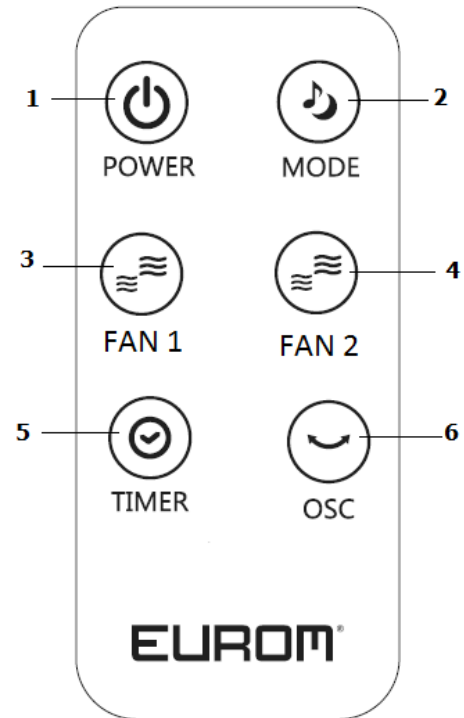 1 2
POWER MODE
3 4
FAN 1 FAN 2
5 6
TIMER OSC
EUROM®